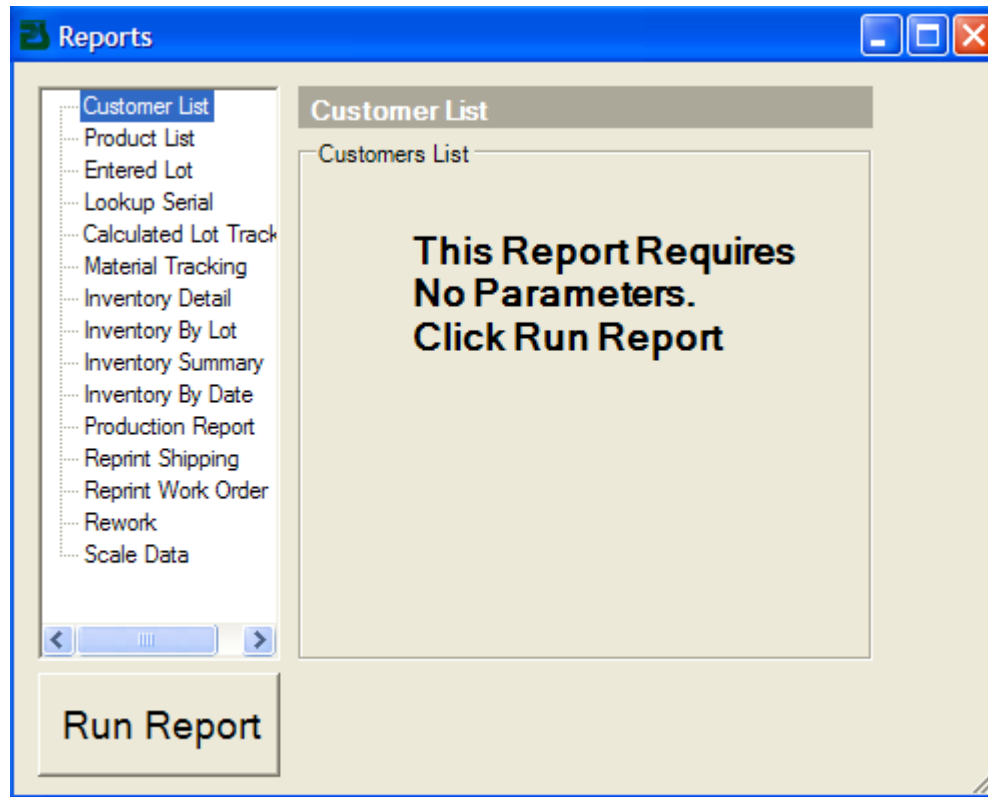 Reports
Customer List
Product List
Entered Lot
Lookup Serial
Calculated Lot Track
Material Tracking
Inventory Detail
Inventory By Lot
Inventory Summary
Inventory By Date
Production Report
Reprint Shipping
Reprint Work Order
Rework
Scale Data
Run Report
Customer List
Customers List
This Report Requires
No Parameters.
Click Run Report